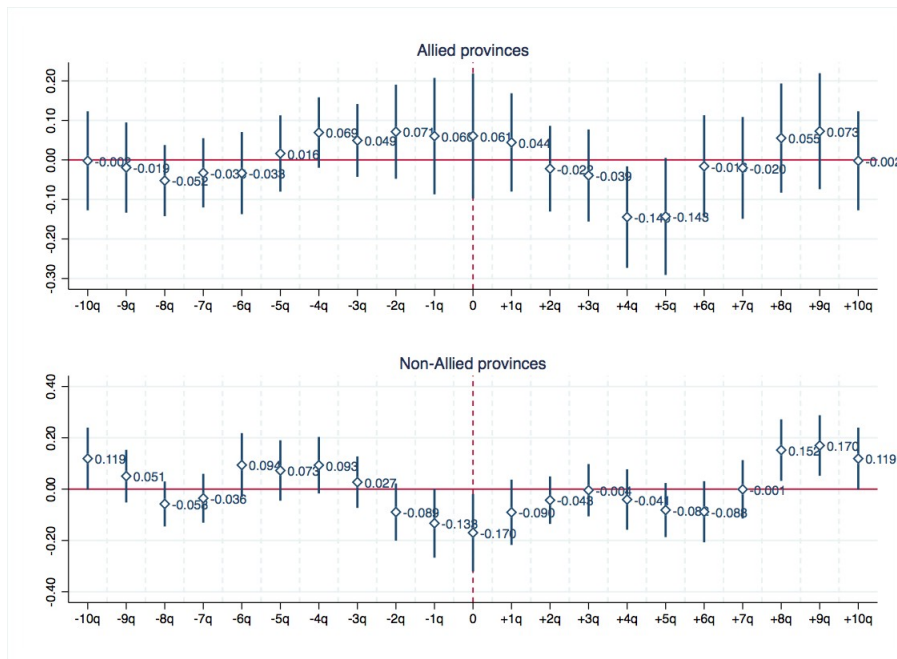 Allied provinces
0.20
0.10
0.00
-0.10
-0.20
-0.30
-0.002 -0.019 -0.052 -0.033 0.016 0.069 0.049 0.071 0.061 0.044 -0.039 -0.143 -0.020 0.055 0.073 -0.002
-10q -9q -8q -7q -6q -5q -4q -3q -2q -1q 0 +1q +2q +3q +4q +5q +6q +7q +8q +9q +10q
Non-Allied provinces
0.40
0.20
0.00
-0.20
-0.40
0.119 0.051 -0.036 0.094 0.073 0.093 0.027 -0.089 -0.170 -0.090 -0.043 -0.004 -0.041 -0.088 -0.001 0.152 0.170 0.119
-10q -9q -8q -7q -6q -5q -4q -3q -2q -1q 0 +1q +2q +3q +4q +5q +6q +7q +8q +9q +10q